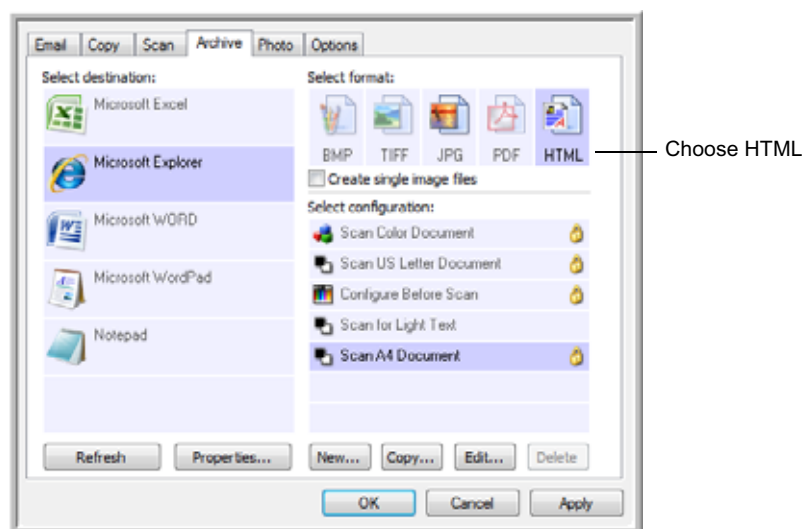 Email Copy Scan Archive Photo Options
Select destination:
Microsoft Excel
Microsoft Explorer
Microsoft WORD
Microsoft WordPad
Notepad
Refresh Properties...
Select format:
BMP TIFF JPG PDF HTML
Choose HTML
Create single image files
Select configuration:
Scan Color Document
Scan US Letter Document
Configure Before Scan
Scan for Light Text
Scan A4 Document
New... Copy... Edit... Delete
OK Cancel Apply